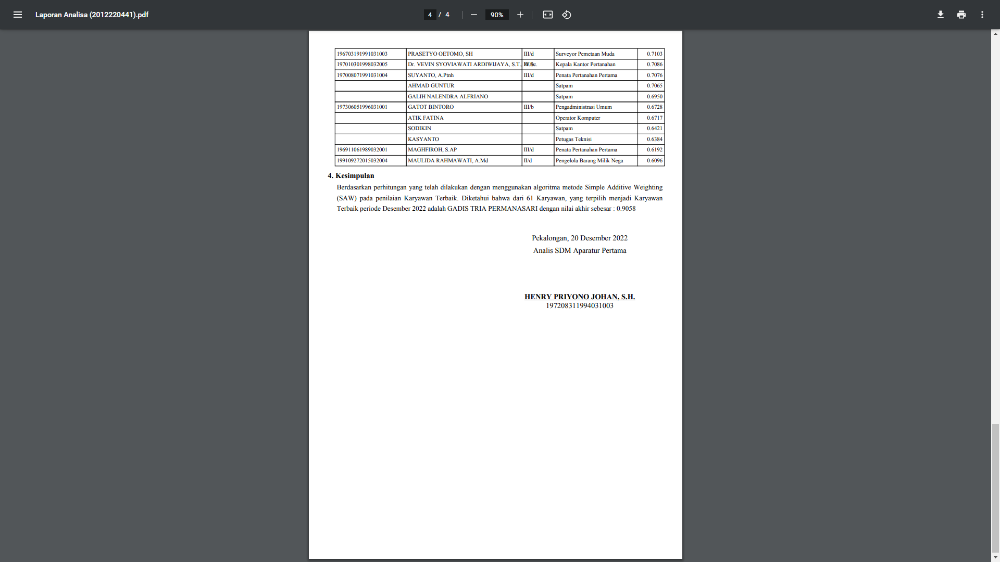 Laporan Analisa (2012220441).pdf
4 / 4
90%
196703191991031003 PRASETYO OETOMO, SH III/d Surveyor Pemetaan Muda 0.7103
197010301998032005 Dr. VEVIN SYOVIAWATI ARDIWIJAYA, S.T., Kepala Kantor Pertanahan 0.7086
197008071991031004 SUYANTO, A.Ptnh III/d Penata Pertanahan Pertama 0.7076
AHMAD GUNTUR Satpam 0.7065
GALIH NALENDRA ALFRIANO Satpam 0.6950
197306051996031001 GATOT BINTORO III/b Pengadministrasi Umum 0.6728
ATIK FATINA Operator Komputer 0.6717
SODIKIN Satpam 0.6421
KASYANTO Petugas Teknisi 0.6384
196911061989032001 MAGHFIROH, S.AP III/d Penata Pertanahan Pertama 0.6192
199109272015032004 MAULIDA RAHMAWATI, A.Md II/d Pengelola Barang Milik Nega 0.6096
4. Kesimpulan
Berdasarkan perhitungan yang telah dilakukan dengan menggunakan algoritma metode Simple Additive Weighting
(SAW) pada penilaian Karyawan Terbaik. Diketahui bahwa dari 61 Karyawan, yang terpilih menjadi Karyawan
Terbaik periode Desember 2022 adalah GADIS TRIA PERMANASARI dengan nilai akhir sebesar : 0.9058
Pekalongan, 20 Desember 2022
Analis SDM Aparatur Pertama
HENRY PRIYONO JOHAN, S.H.
197208311994031003